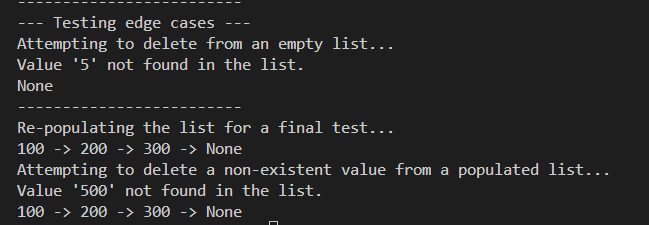 -------------------------
--- Testing edge cases ---
Attempting to delete from an empty list...
Value '5' not found in the list.
None
-------------------------
Re-populating the list for a final test...
100 -> 200 -> 300 -> None
Attempting to delete a non-existent value from a populated list...
Value '500' not found in the list.
100 -> 200 -> 300 -> None